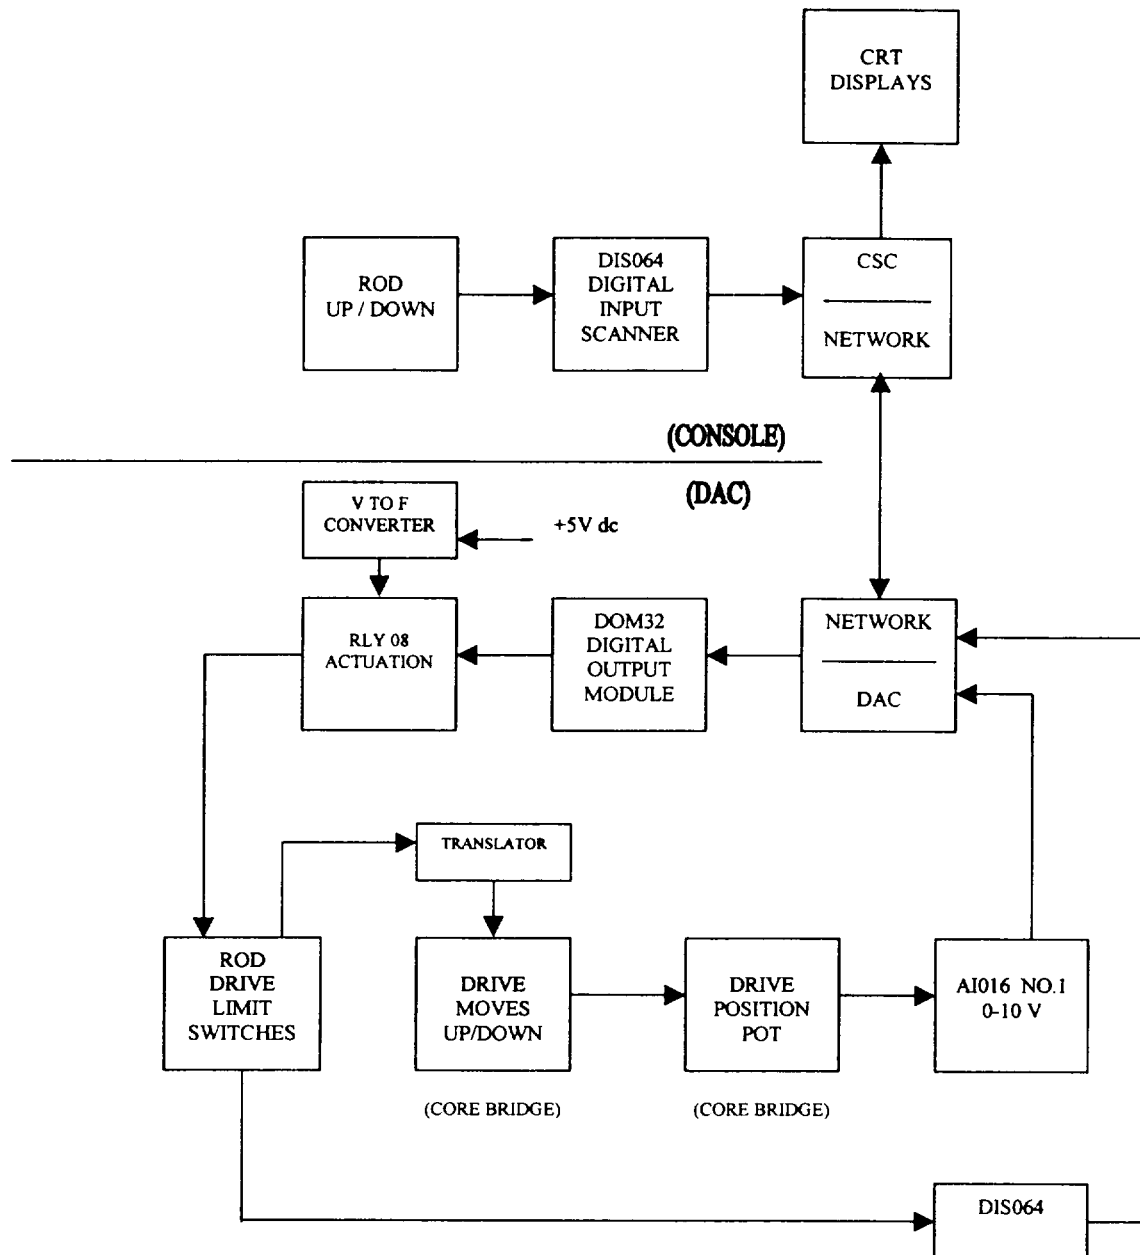 CRT
DISPLAYS
ROD
UP / DOWN
DIS064
DIGITAL
INPUT
SCANNER
CSC
NETWORK
(CONSOLE)
(DAC)
V TO F
CONVERTER
+5V dc
RLY 08
ACTUATION
DOM32
DIGITAL
OUTPUT
MODULE
NETWORK
DAC
TRANSLATOR
ROD
DRIVE
LIMIT
SWITCHES
DRIVE
MOVES
UP/DOWN
DRIVE
POSITION
POT
AI016 NO.1
0-10 V
(CORE BRIDGE)
(CORE BRIDGE)
DIS064